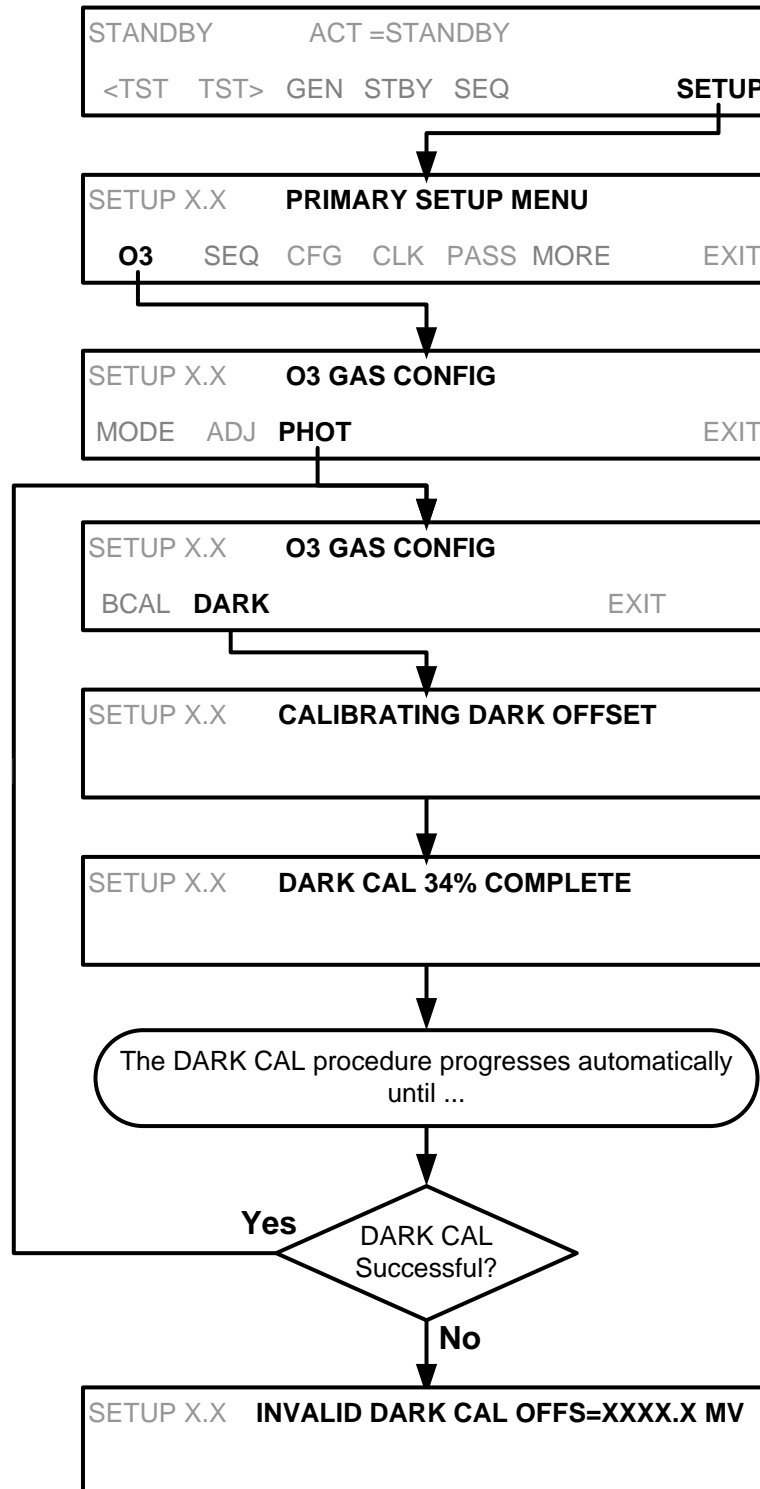 STANDBY ACT =STANDBY
<TST TST> GEN STBY SEQ SETUP
SETUP X.X PRIMARY SETUP MENU
O3 SEQ CFG CLK PASS MORE EXIT
SETUP X.X O3 GAS CONFIG
MODE ADJ PHOT EXIT
SETUP X.X O3 GAS CONFIG
BCAL DARK EXIT
SETUP X.X CALIBRATING DARK OFFSET
SETUP X.X DARK CAL 34% COMPLETE
The DARK CAL procedure progresses automatically
until ...
Yes
DARK CAL
Successful?
No
SETUP X.X INVALID DARK CAL OFFS=XXXX.X MV